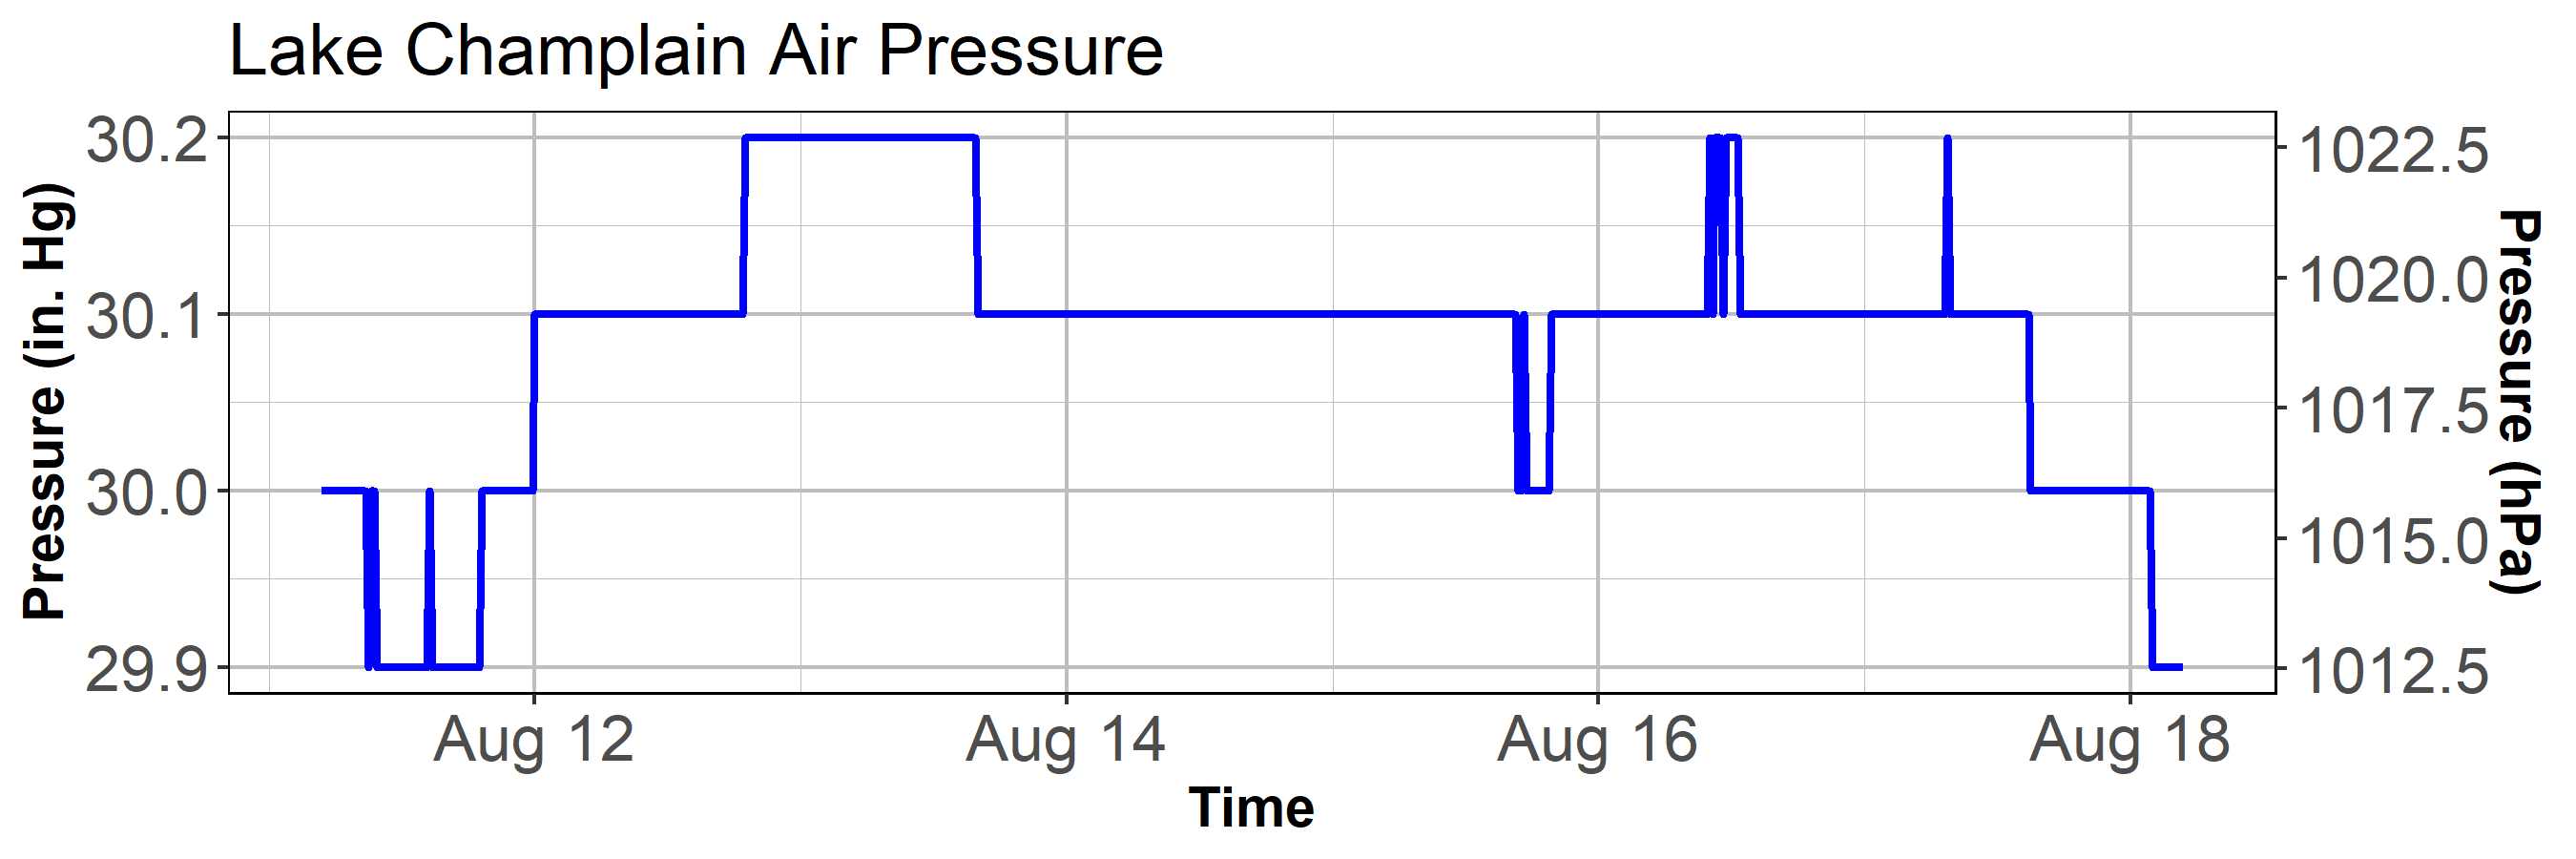 Lake Champlain Air Pressure
Pressure (in. Hg)
30.2
30.1
30.0
29.9
1022.5
1020.0
1017.5
1015.0
1012.5
Pressure (hPa)
Aug 12 Aug 14 Aug 16 Aug 18
Time